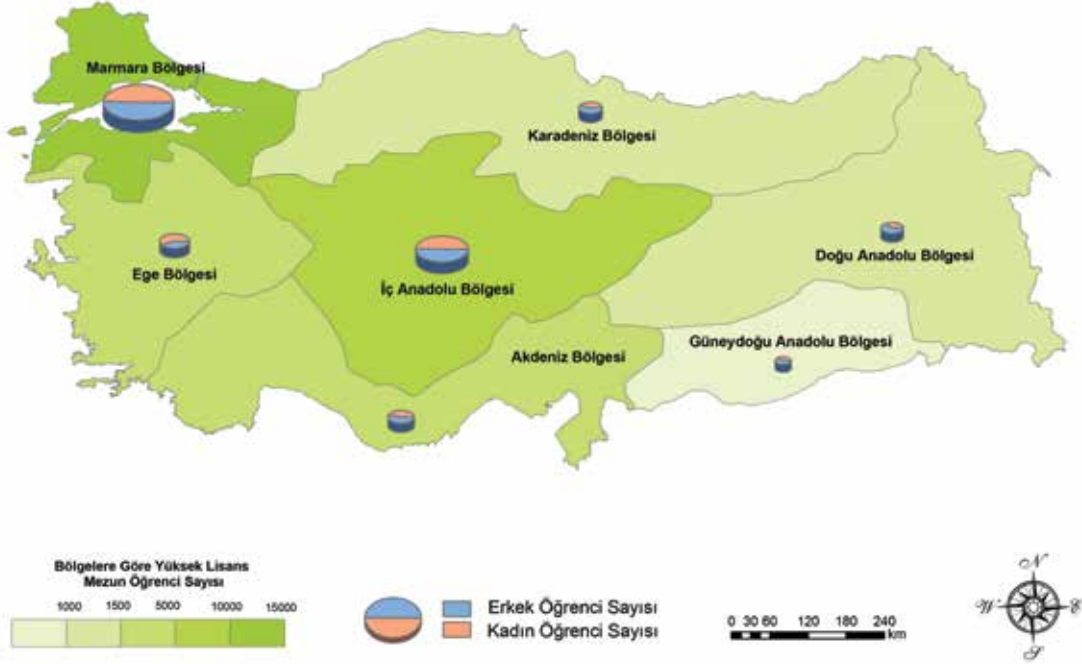 Marmara Bölgesi
Karadeniz Bölgesi
Ege Bölgesi
İç Anadolu Bölgesi
Doğu Anadolu Bölgesi
Güneydoğu Anadolu Bölgesi
Akdeniz Bölgesi
Bölgelere Göre Yüksek Lisans
Mezun Öğrenci Sayısı
1000 1500 5000 10000 15000
Erkek Öğrenci Sayısı
Kadın Öğrenci Sayısı
0 30 60 120 180 240
km
N
W E
S